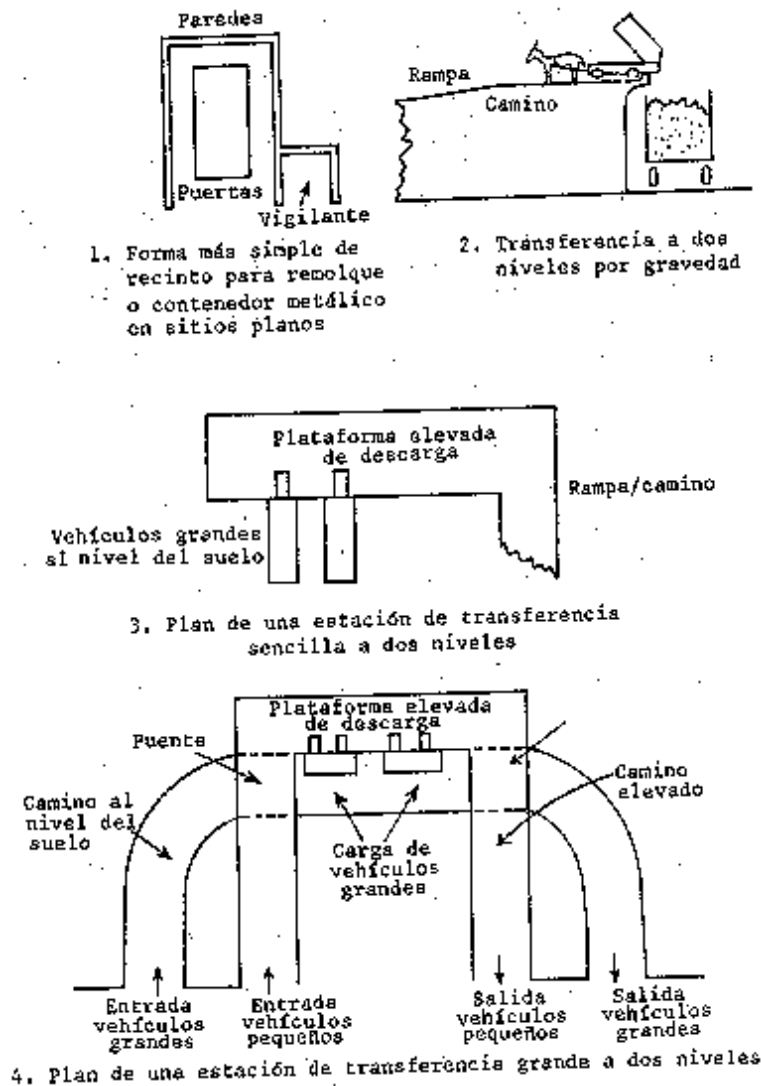 Paredes
Puertas
Vigilante
1. Forma más simple de
recinto para remolque
o contenedor metálico
en sitios planos
Rampa
Camino
2. Transferencia a dos
niveles por gravedad
Plataforma elevada
de descarga
Rampa/camino
Vehículos grandes
al nivel del suelo
3. Plan de una estación de transferencia
sencilla a dos niveles
Plataforma elevada
de descarga
Puente
Camino al
nivel del
suelo
Camino
elevado
Carga de
vehículos
grandes
Entrada
vehículos
grandes
Entrada
vehículos
pequeños
Salida
vehículos
pequeños
Salida
vehículos
grandes
4. Plan de una estación de transferencia grande a dos niveles